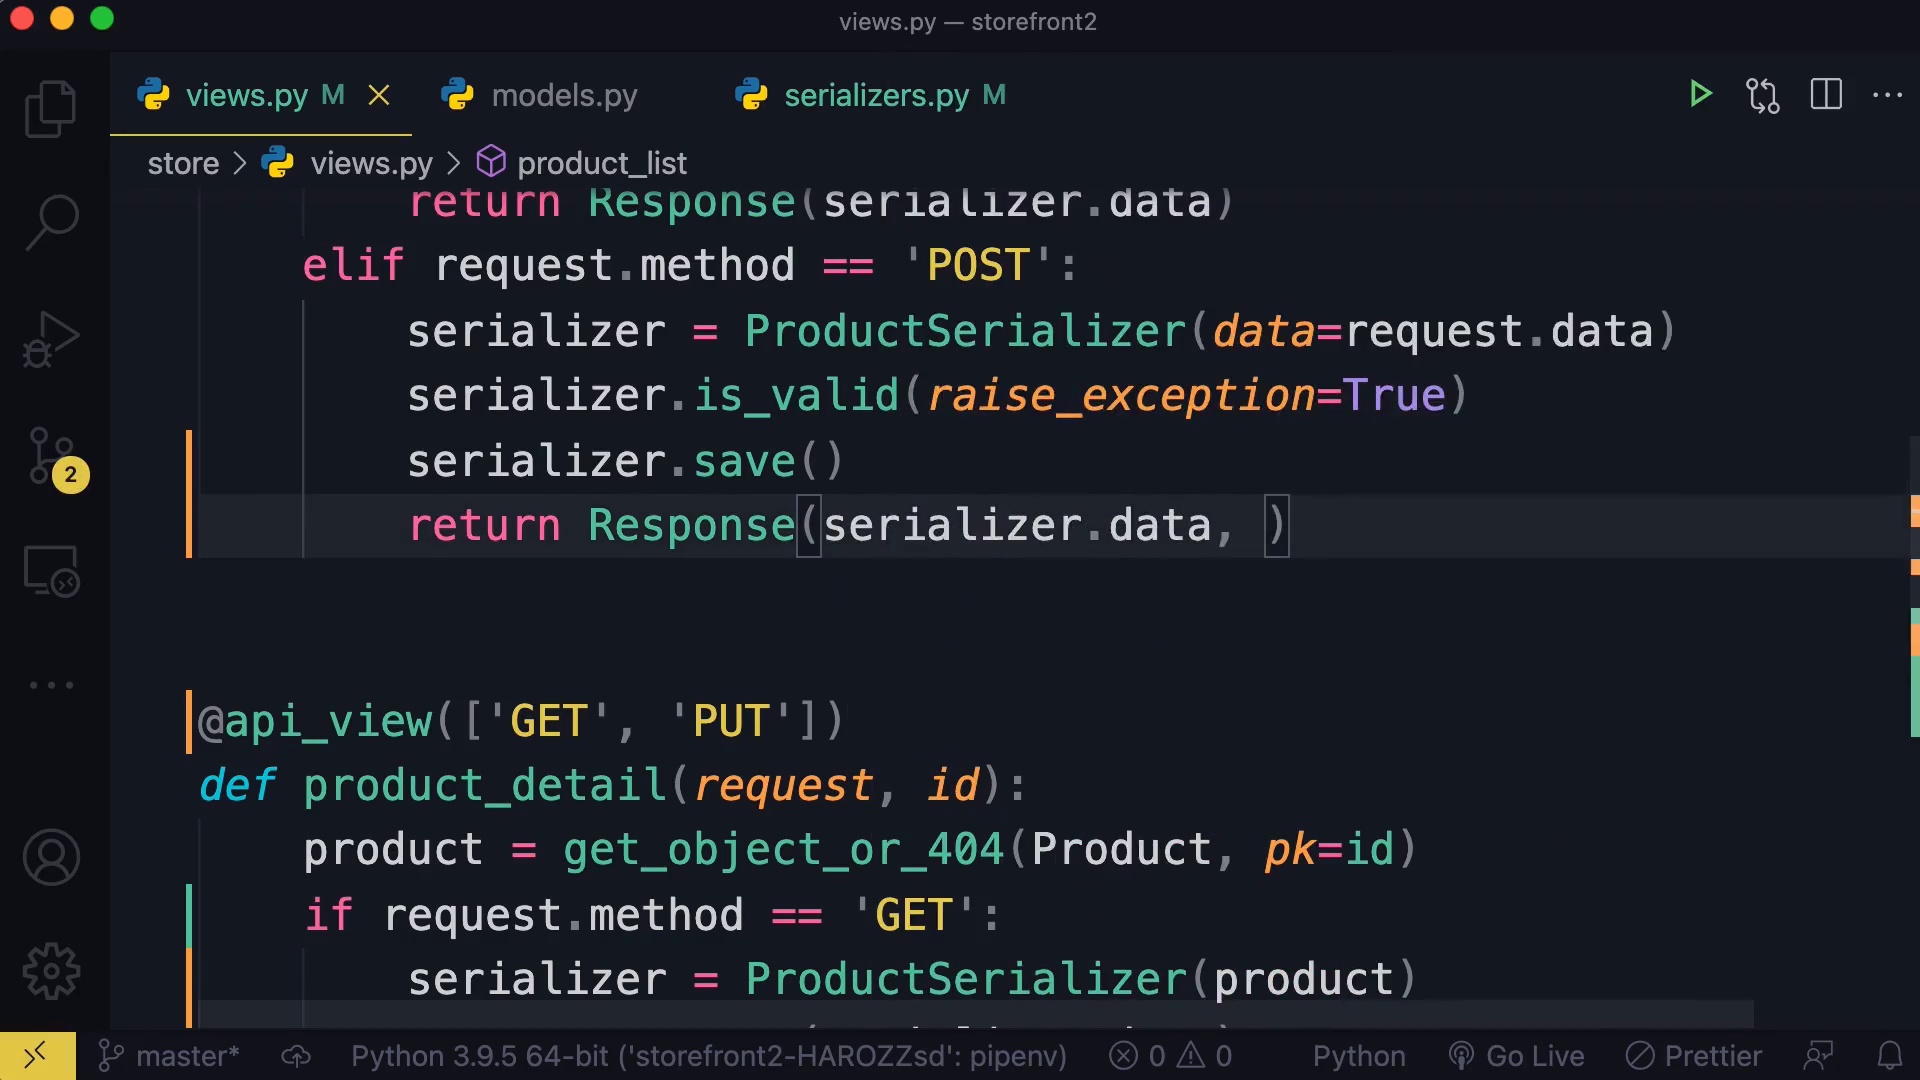 views.py — storefront2
views.py M models.py serializers.py M
store > views.py > product_list
return Response(serializer.data)
elif request.method == 'POST':
serializer = ProductSerializer(data=request.data)
serializer.is_valid(raise_exception=True)
serializer.save()
return Response(serializer.data, )
2
@api_view(['GET', 'PUT'])
def product_detail(request, id):
product = get_object_or_404(Product, pk=id)
if request.method == 'GET':
serializer = ProductSerializer(product)
master* Python 3.9.5 64-bit ('storefront2-HAROZZsd': pipenv) 0 0 Python Go Live Prettier